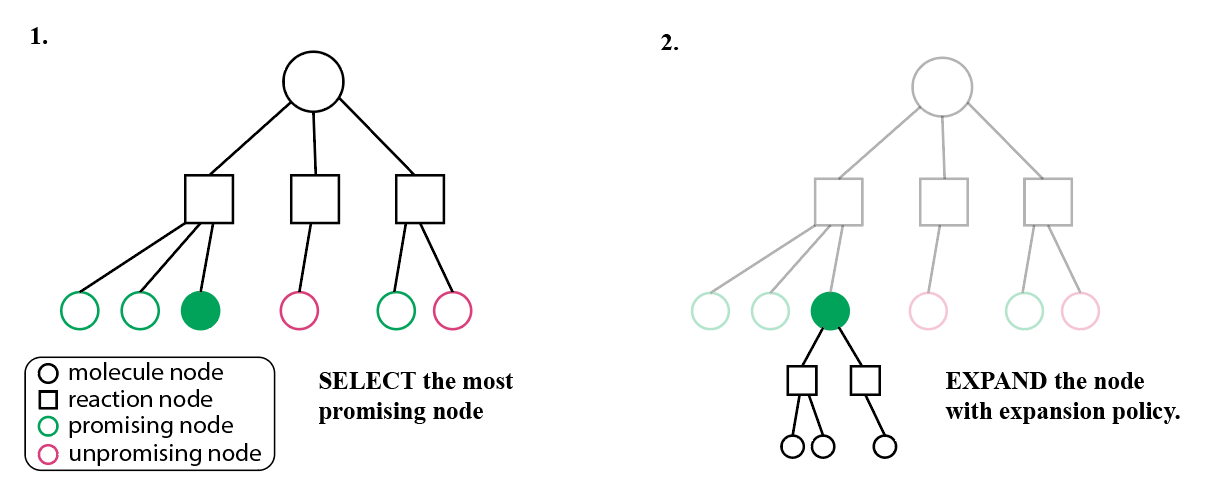 1.
molecule node
reaction node
promising node
unpromising node
SELECT the most
promising node
2.
EXPAND the node
with expansion policy.